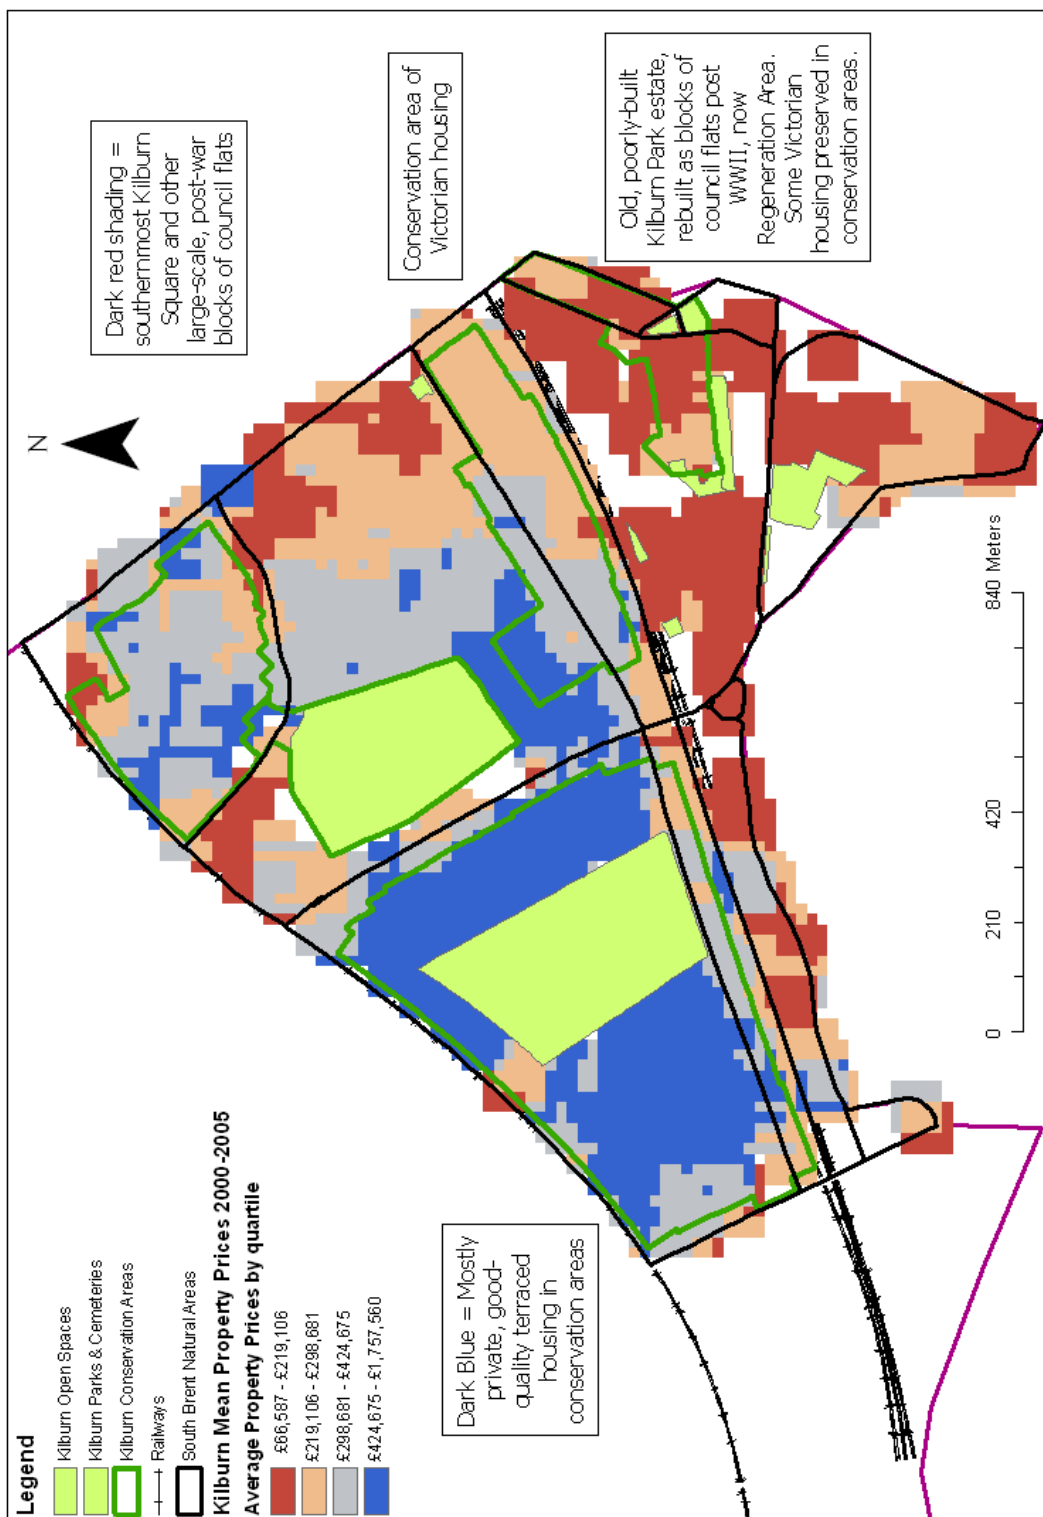 Legend
Kilburn Open Spaces
Kilburn Parks & Cemeteries
Kilburn Conservation Areas
Railways
South Brent Natural Areas
Kilburn Mean Property Prices 2000-2005
Average Property Prices by quartile
£66,587 - £219,106
£219,106 - £298,681
£298,681 - £424,675
£424,675 - £1,757,560
Dark Blue = Mostly
private, good-
quality terraced
housing in
conservation areas
N
Dark red shading =
southernmost Kilburn
Square and other
large-scale, post-war
blocks of council flats
Conservation area of
Victorian housing
Old, poorly-built
Kilburn Park estate,
rebuilt as blocks of
council flats post
WWII, now
Regeneration Area.
Some Victorian
housing preserved in
conservation areas.
0 210 420 840 Meters